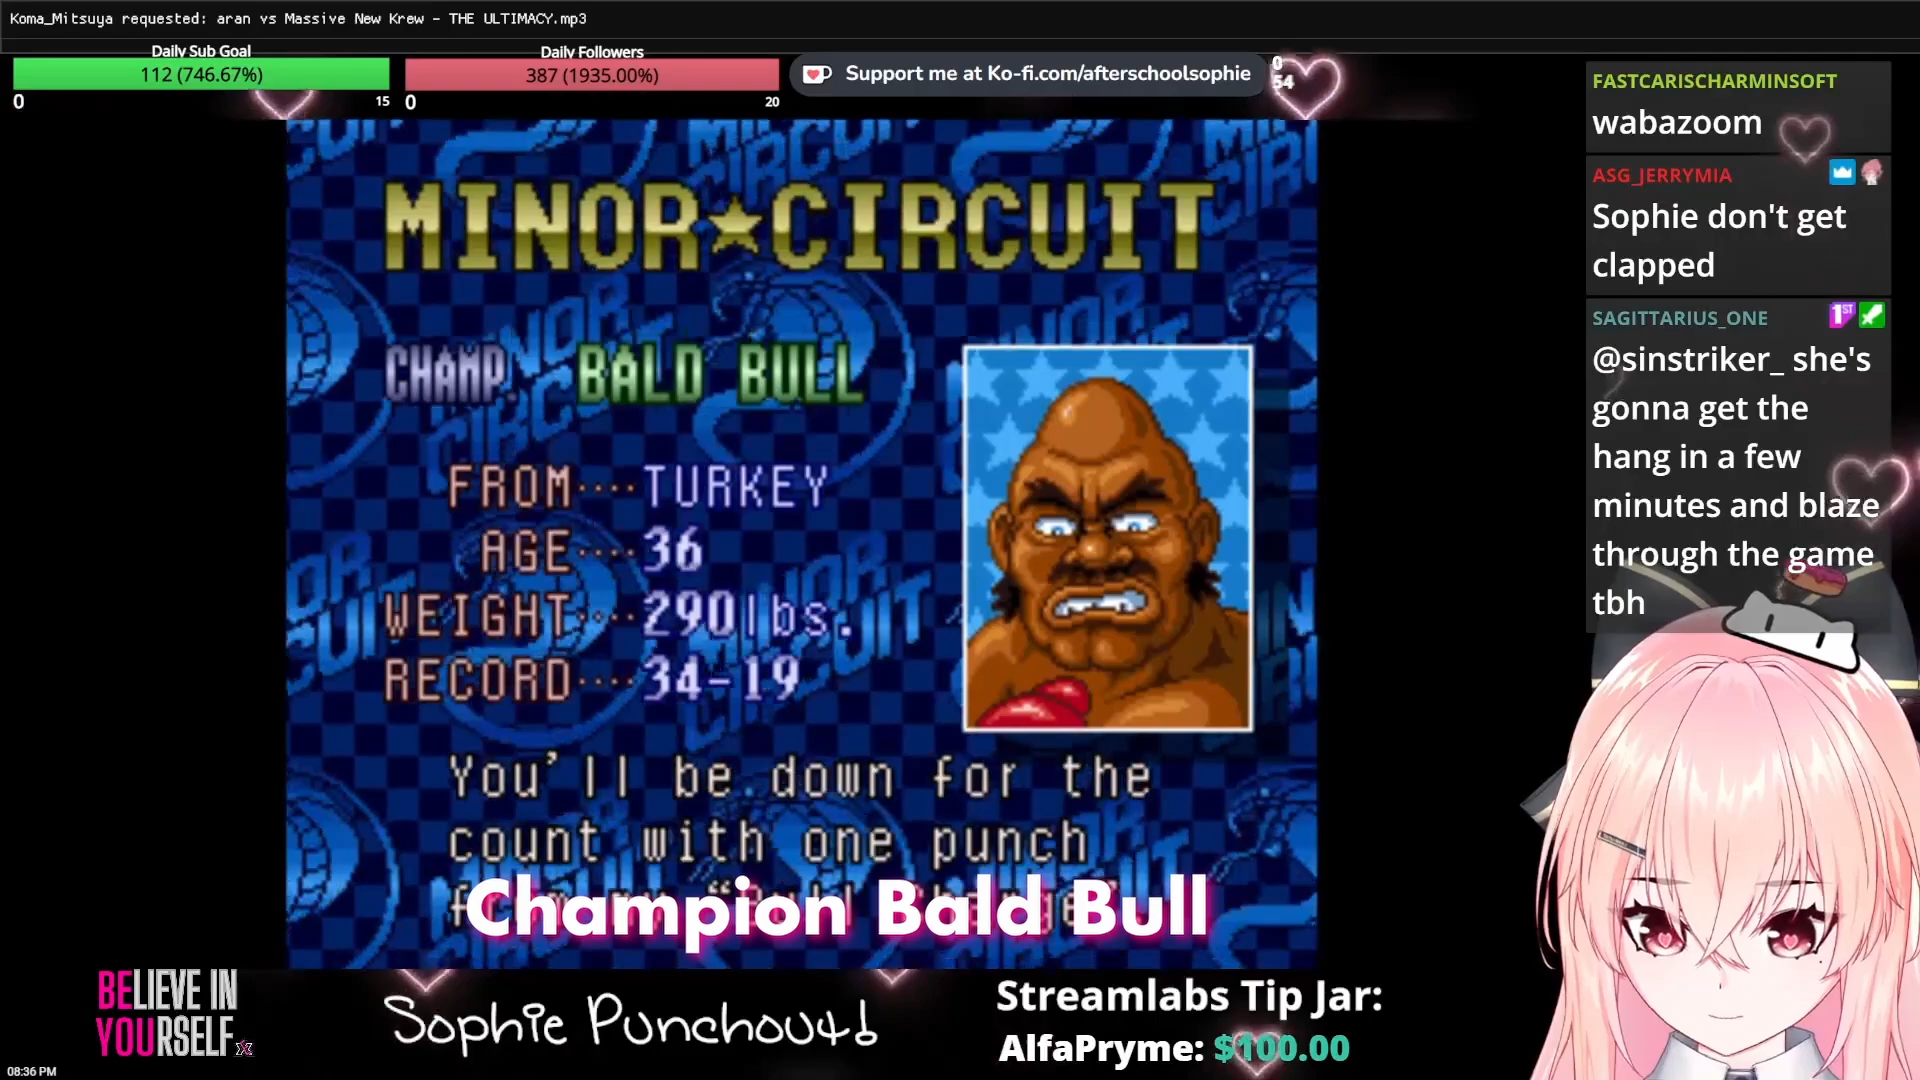 Koma_Mitsuya requested: aran vs Massive New Krew - THE ULTIMACY.mp3
Daily Sub Goal
112 (746.67%)
0 15
Daily Followers
387 (1935.00%)
0 20
Support me at Ko-fi.com/afterschoolsophie
0
54
MINOR★CIRCUIT
CHAMP. BALD BULL
FROM····TURKEY
AGE····36
WEIGHT····290lbs.
RECORD····34-19
You'll be down for the
count with one punch
Champion Bald Bull
FASTCARISCHARMINSOFT
wabazoom
ASG_JERRYMIA
Sophie don't get
clapped
SAGITTARIUS_ONE
1ST
@sinstriker_ she's
gonna get the
hang in a few
minutes and blaze
through the game
tbh
BELIEVE IN
YOURSELF
Sophie Punchout!
Streamlabs Tip Jar:
AlfaPryme: $100.00
08:36 PM